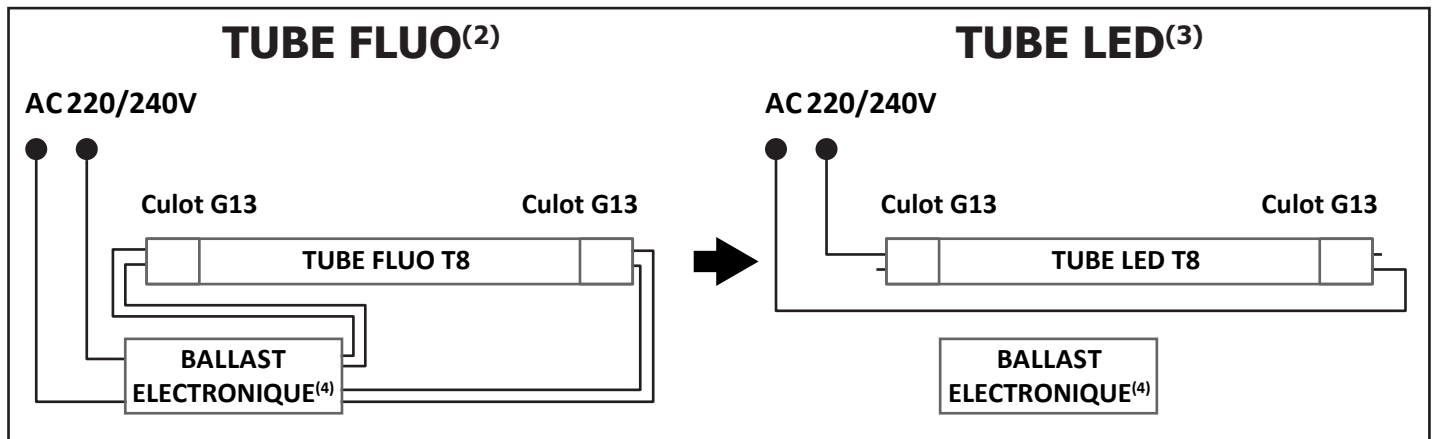 TUBE FLUO(2)
AC 220/240V
Culot G13
Culot G13
TUBE FLUO T8
BALLAST
ELECTRONIQUE(4)
TUBE LED(3)
AC 220/240V
Culot G13
Culot G13
TUBE LED T8
BALLAST
ELECTRONIQUE(4)